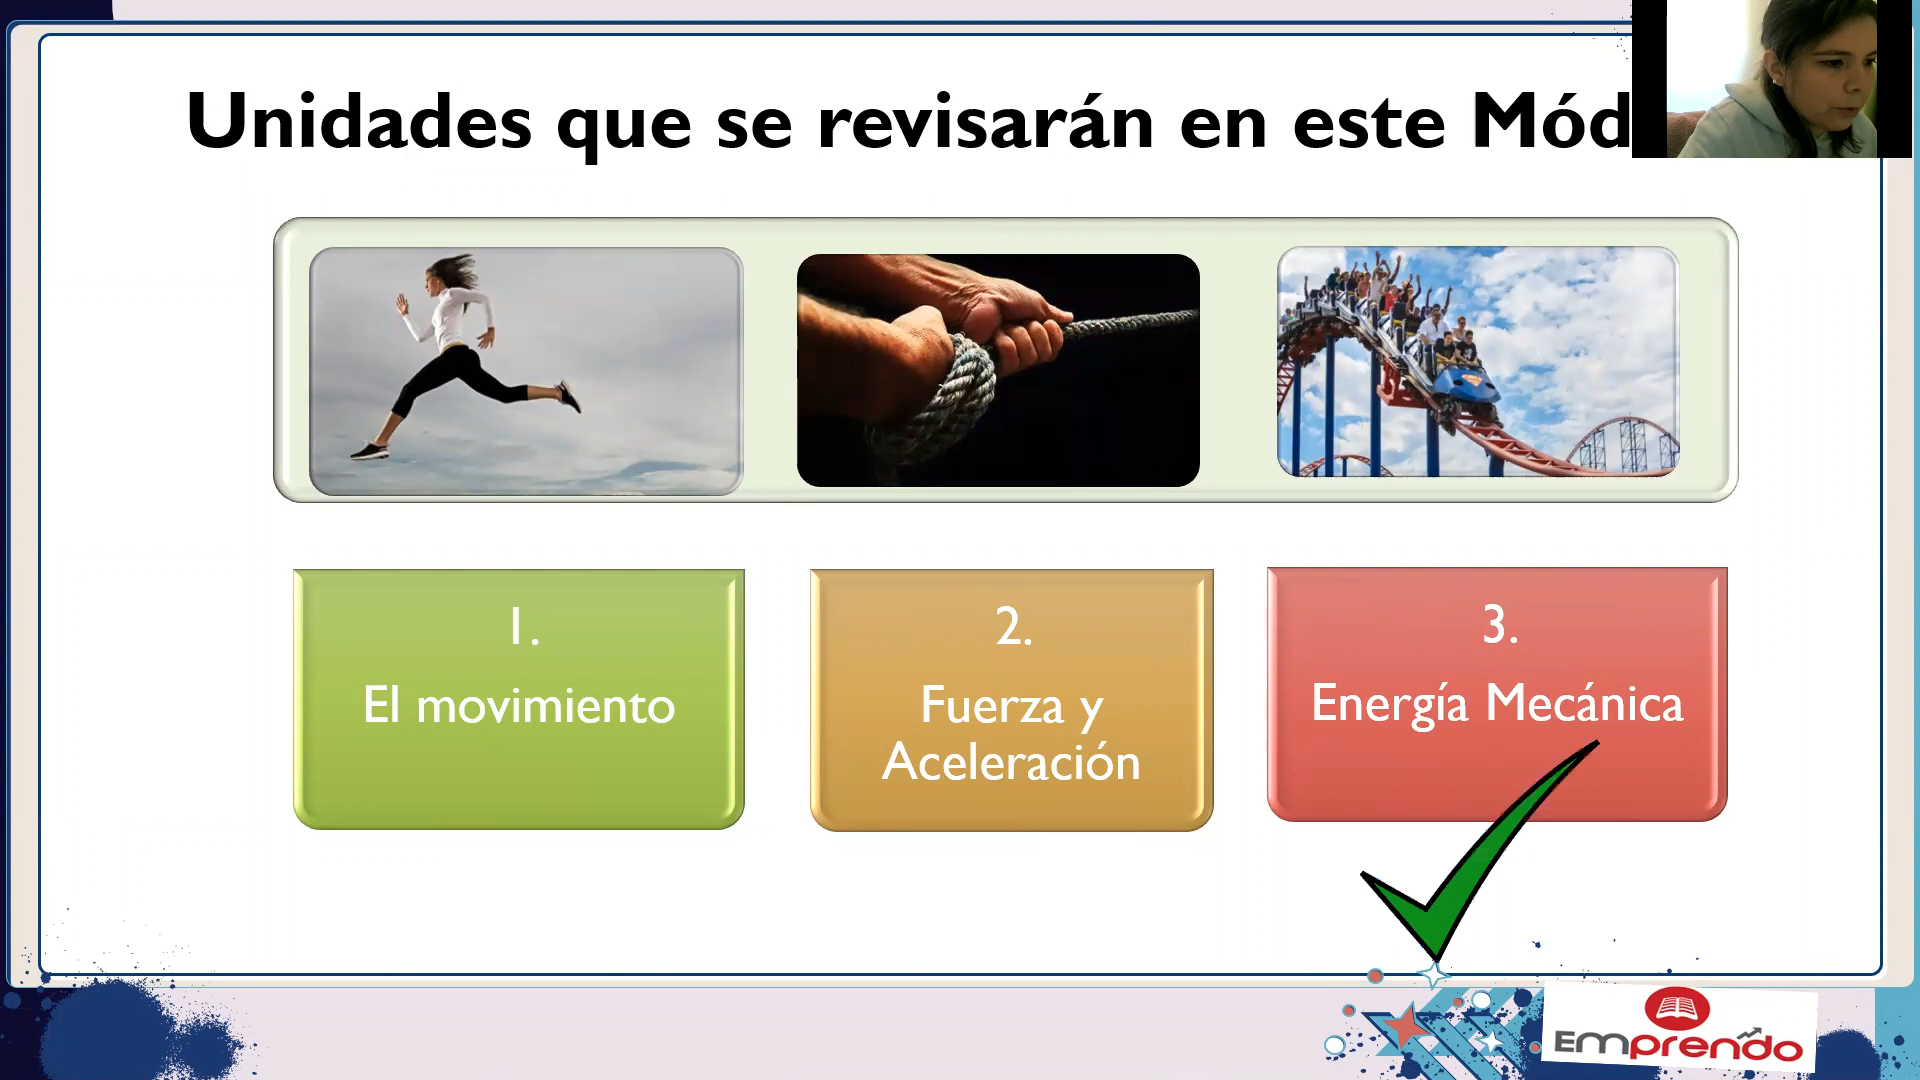 Unidades que se revisarán en este Mód
1.
El movimiento
2.
Fuerza y
Aceleración
3.
Energía Mecánica
Emprendo